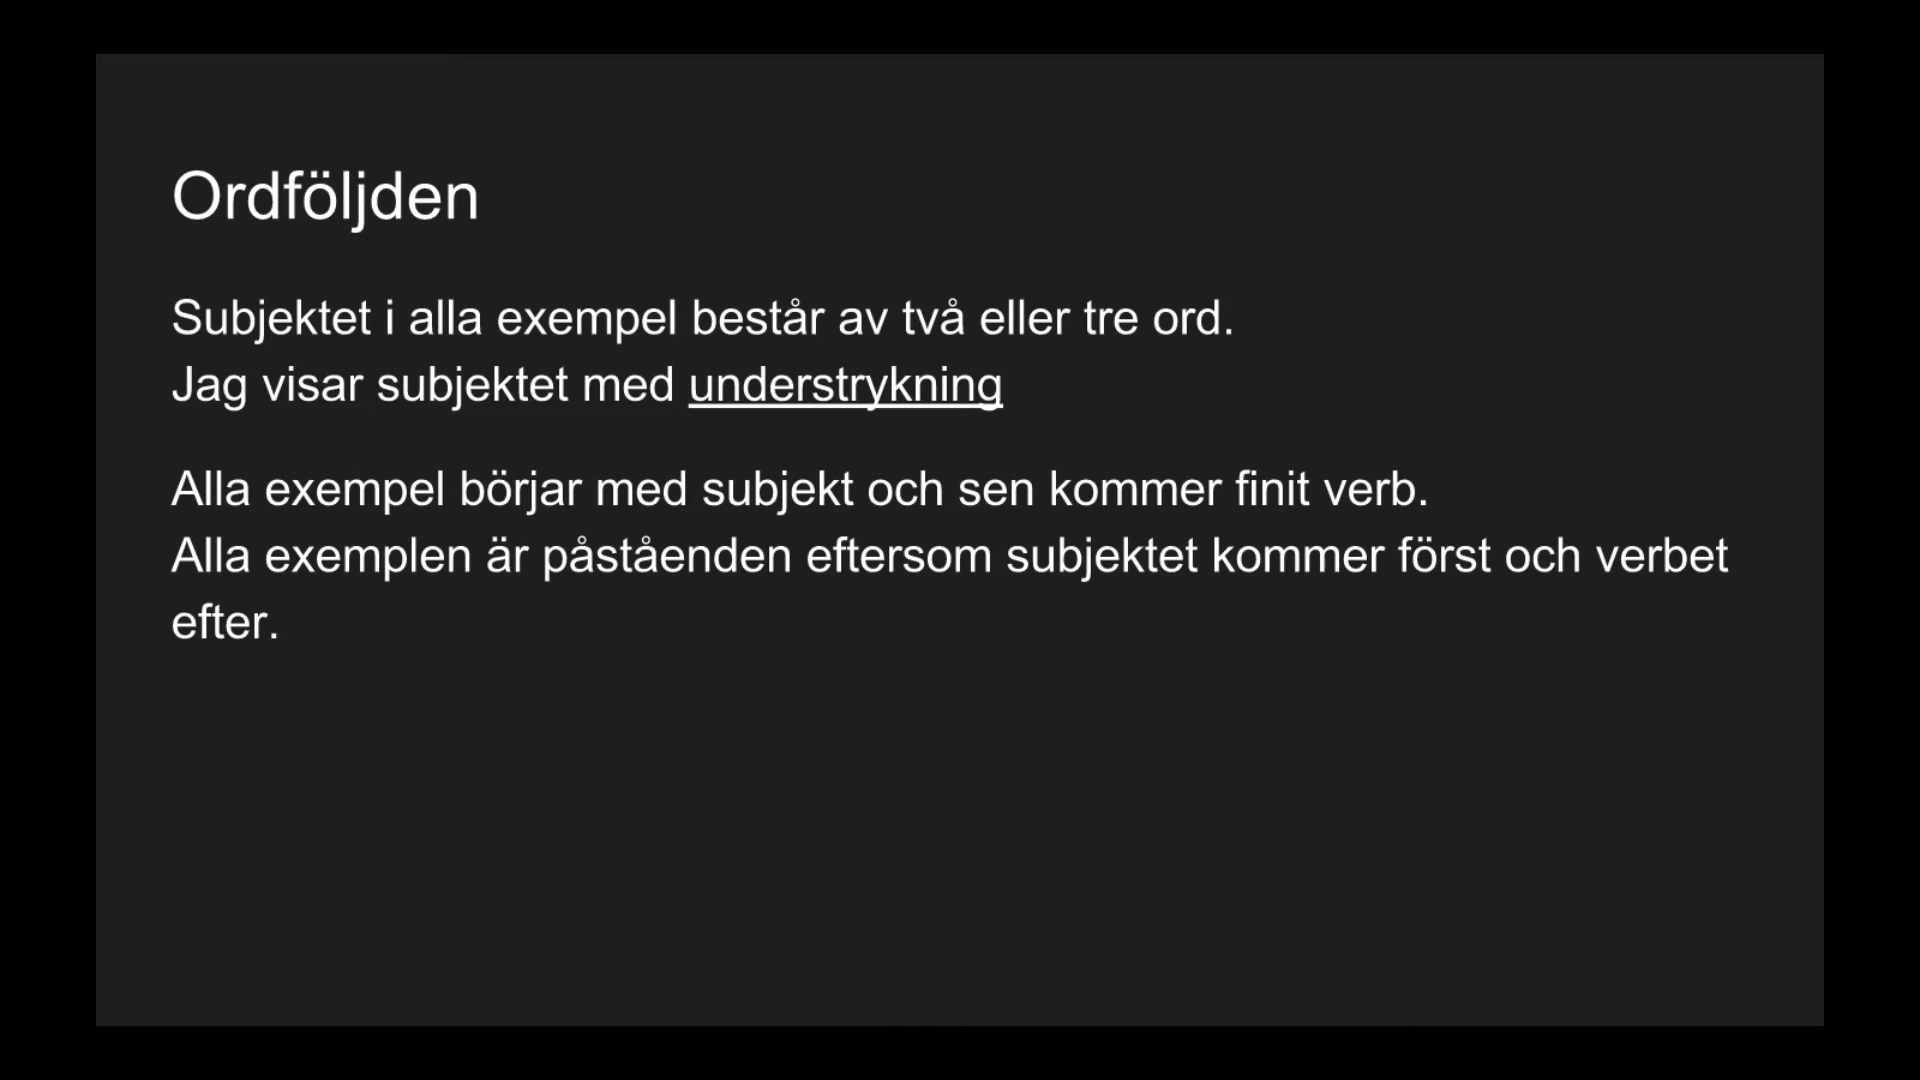 Ordföljden
Subjektet i alla exempel består av två eller tre ord.
Jag visar subjektet med understrykning
Alla exempel börjar med subjekt och sen kommer finit verb.
Alla exemplen är påståenden eftersom subjektet kommer först och verbet
efter.